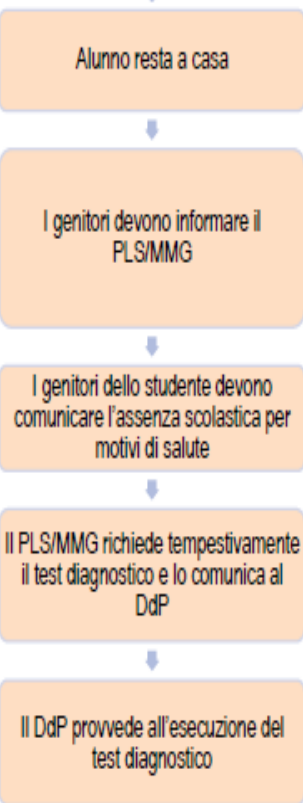 Alunno resta a casa
I genitori devono informare il
PLS/MMG
I genitori dello studente devono
comunicare l'assenza scolastica per
motivi di salute
Il PLS/MMG richiede tempestivamente
il test diagnostico e lo comunica al
DdP
Il DdP provvede all'esecuzione del
test diagnostico